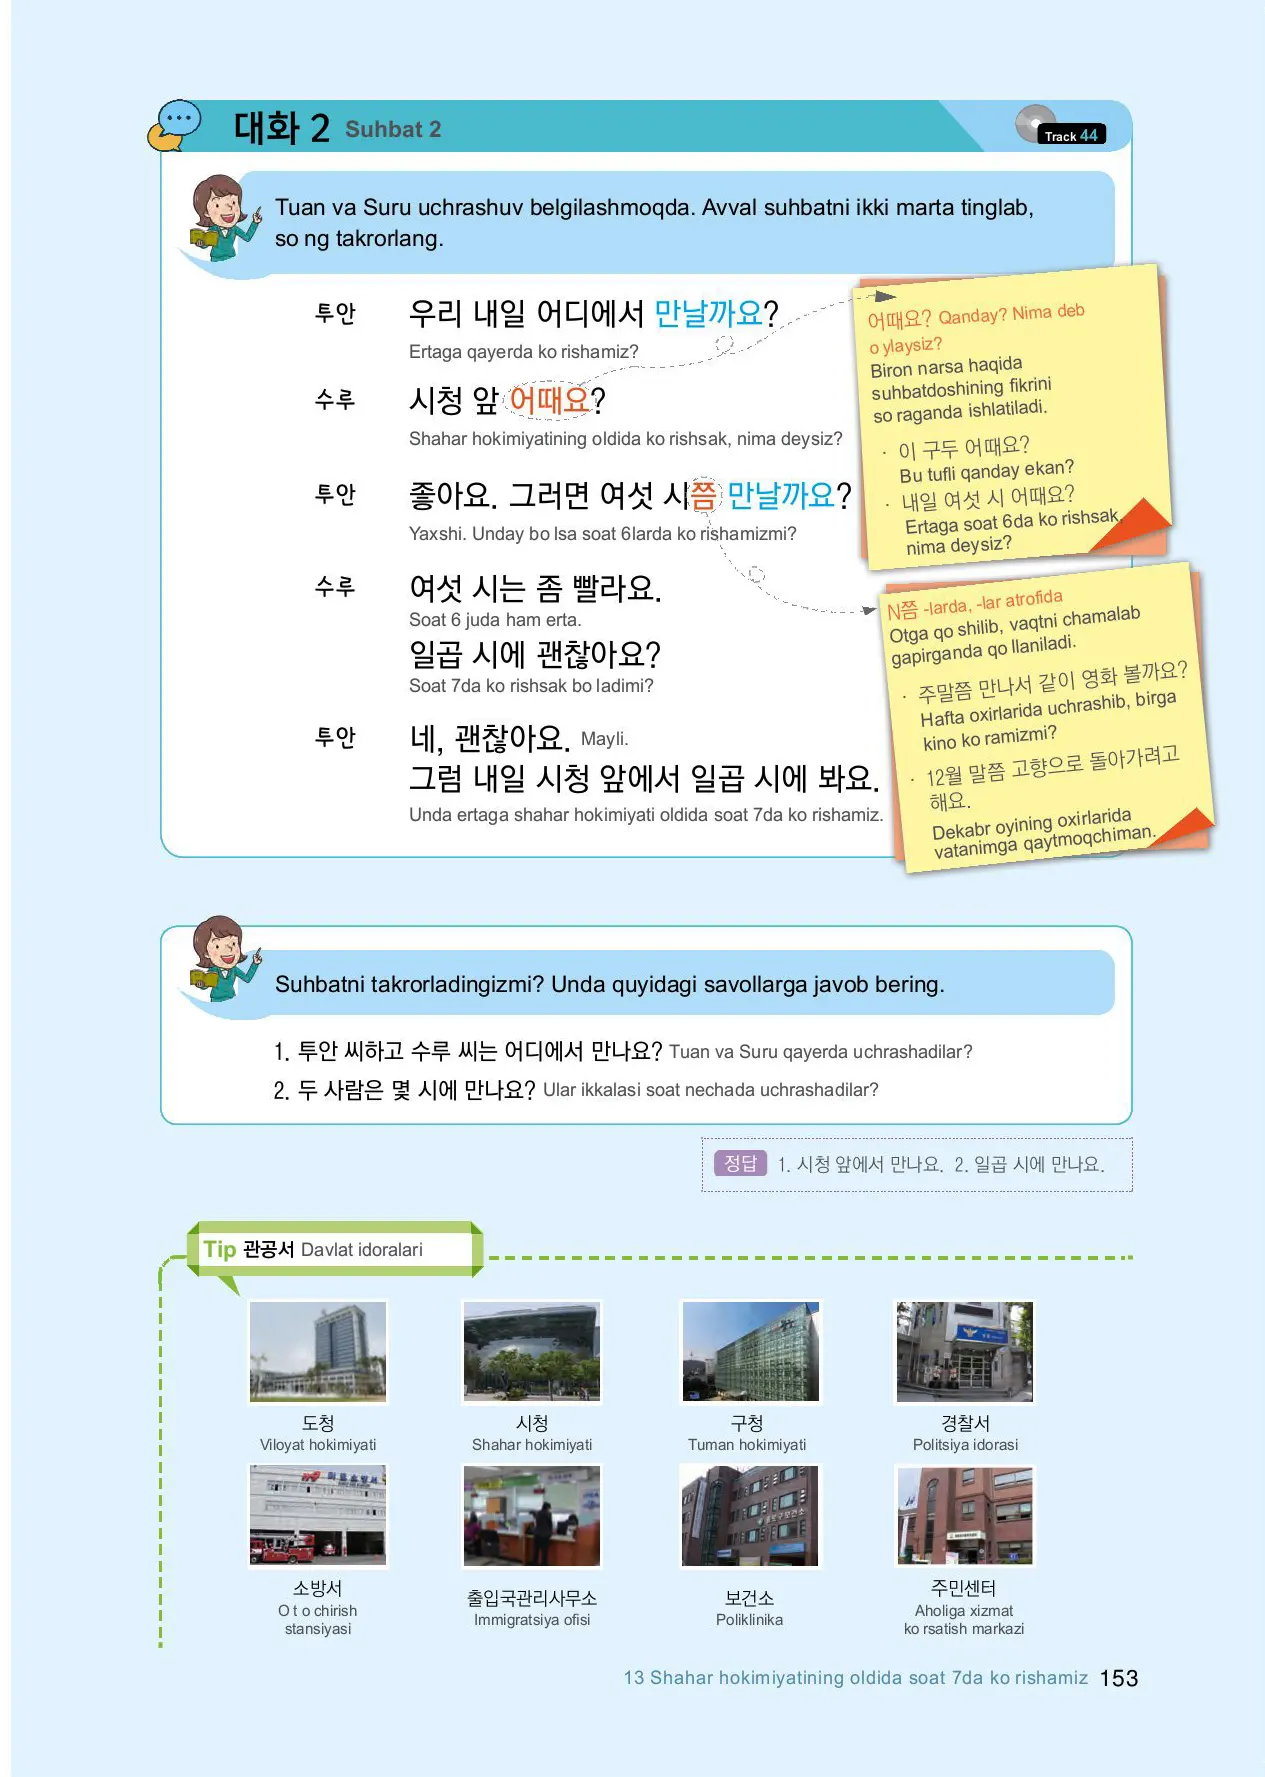 대화 2 Suhbat 2
Track 44
Tuan va Suru uchrashuv belgilashmoqda. Avval suhbatni ikki marta tinglab,
so ng takrorlang.
투안 우리 내일 어디에서 만날까요?
Ertaga qayerda ko rishamiz?
수루 시청 앞 어때요?
Shahar hokimiyatining oldida ko rishsak, nima deysiz?
투안 좋아요. 그러면 여섯 시쯤 만날까요?
Yaxshi. Unday bo lsa soat 6larda ko rishamizmi?
수루 여섯 시는 좀 빨라요.
Soat 6 juda ham erta.
일곱 시에 괜찮아요?
Soat 7da ko rishsak bo ladimi?
투안 네, 괜찮아요. Mayli.
그럼 내일 시청 앞에서 일곱 시에 봐요.
Unda ertaga shahar hokimiyati oldida soat 7da ko rishamiz.
어때요? Qanday? Nima deb
o ylaysiz?
Biron narsa haqida
suhbatdoshining fikrini
so raganda ishlatiladi.
· 이 구두 어때요?
Bu tufli qanday ekan?
· 내일 여섯 시 어때요?
Ertaga soat 6da ko rishsak,
nima deysiz?
N쯤 -larda, -lar atrofida
Otga qo shilib, vaqtni chamalab
gapirganda qo llaniladi.
· 주말쯤 만나서 같이 영화 볼까요?
Hafta oxirlarida uchrashib, birga
kino ko ramizmi?
· 12월 말쯤 고향으로 돌아가려고
해요.
Dekabr oyining oxirlarida
vatanimga qaytmoqchiman.
Suhbatni takrorladingizmi? Unda quyidagi savollarga javob bering.
1. 투안 씨하고 수루 씨는 어디에서 만나요? Tuan va Suru qayerda uchrashadilar?
2. 두 사람은 몇 시에 만나요? Ular ikkalasi soat nechada uchrashadilar?
정답 1. 시청 앞에서 만나요. 2. 일곱 시에 만나요.
Tip 관공서 Davlat idoralari
도청 시청 구청 경찰서
Viloyat hokimiyati Shahar hokimiyati Tuman hokimiyati Politsiya idorasi
소방서 출입국관리사무소 보건소 주민센터
O t o chirish Immigratsiya ofisi Poliklinika Aholiga xizmat
stansiyasi ko rsatish markazi
13 Shahar hokimiyatining oldida soat 7da ko rishamiz 153